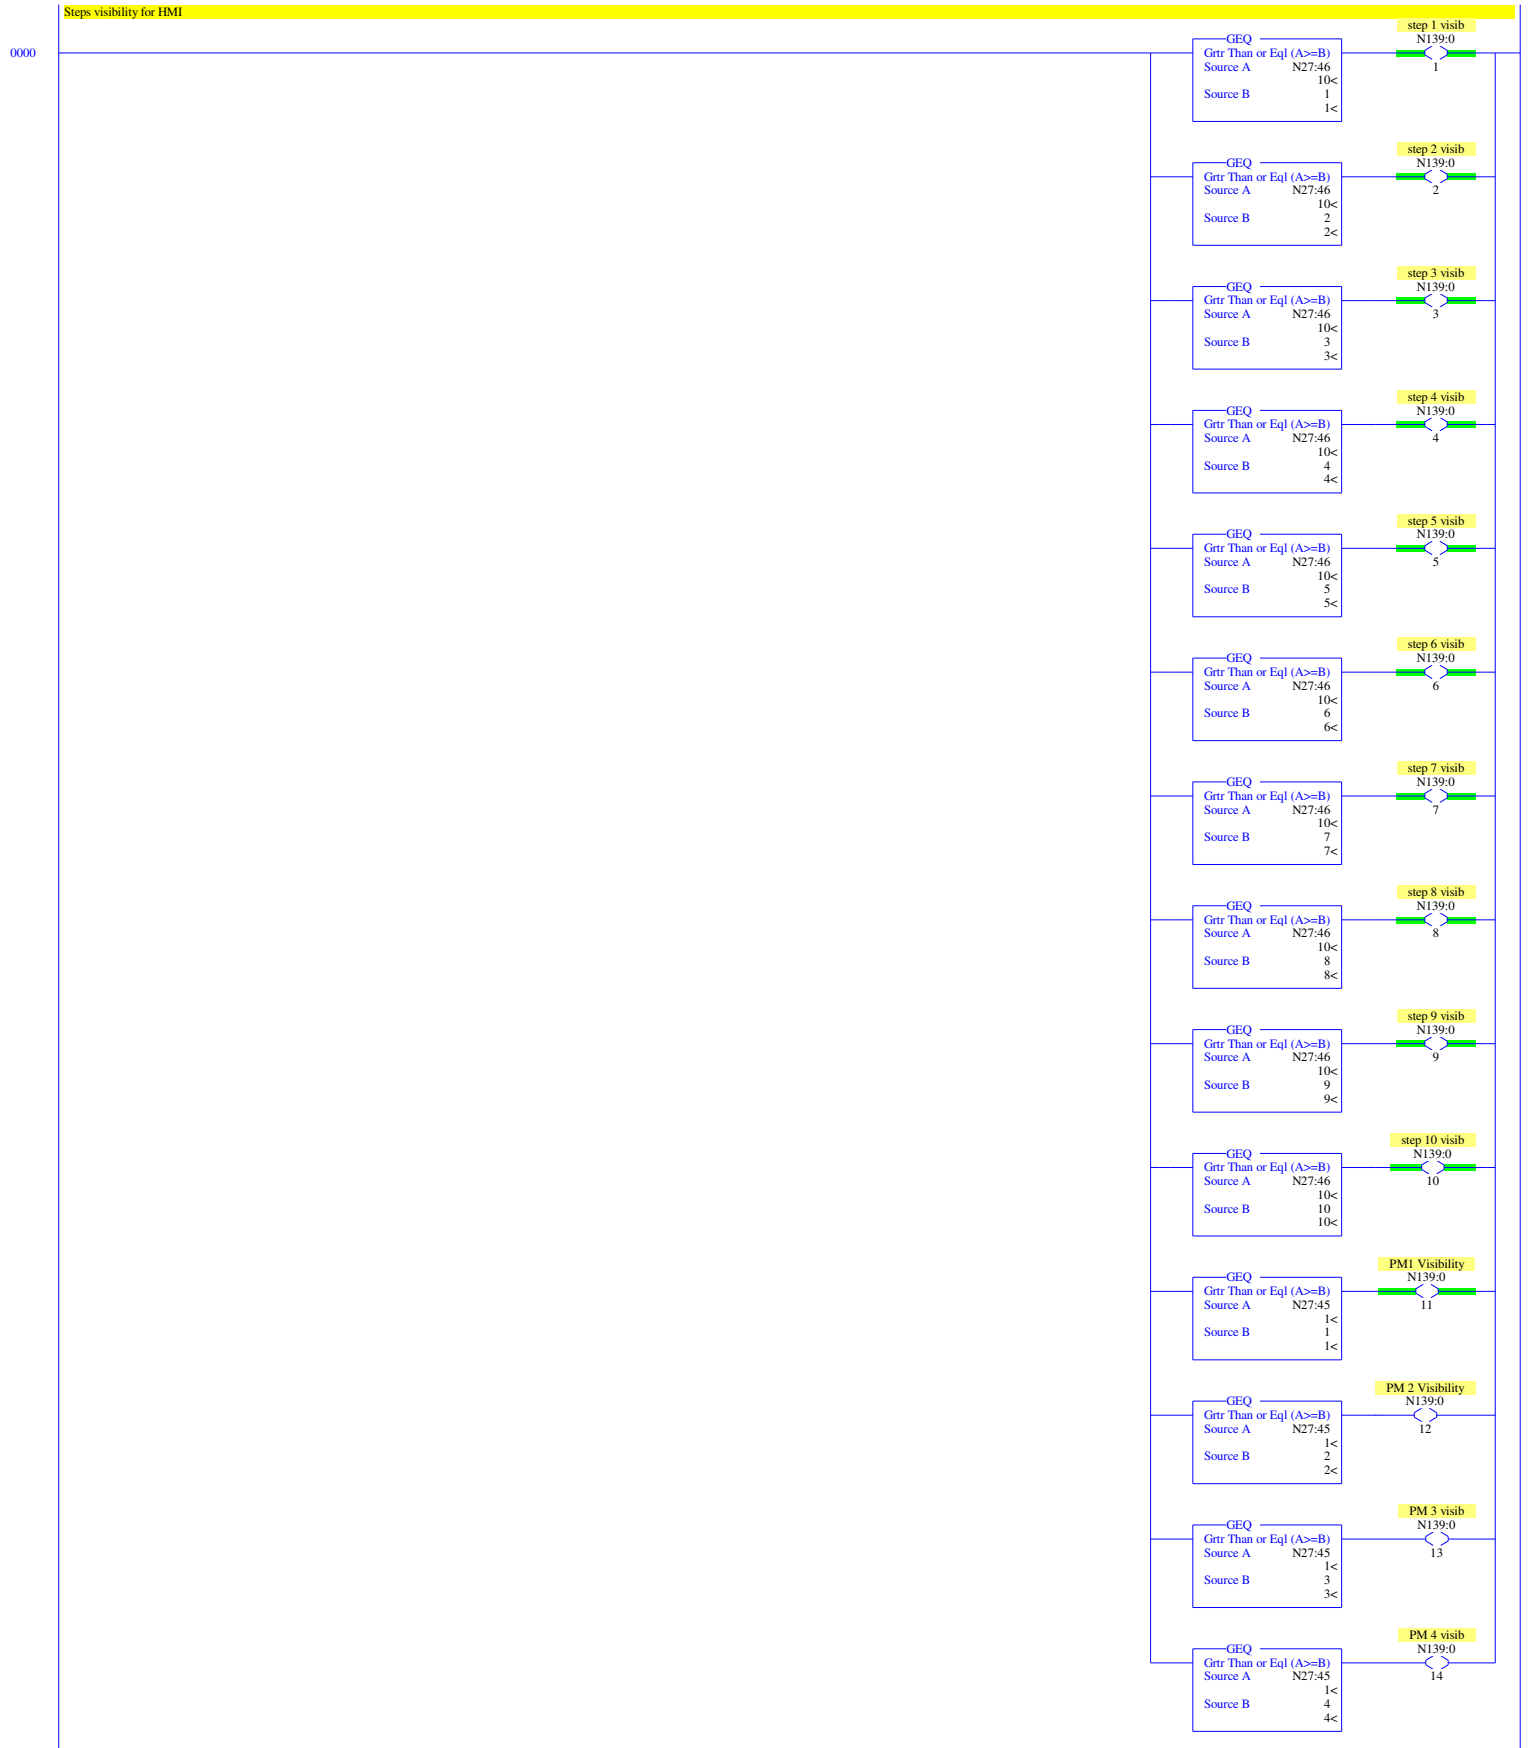 Steps visibility for HMI
0000
step 1 visib
N139:0
1
GEQ
Grtr Than or Eql (A>=B)
Source A N27:46
10<
Source B 1
1<
step 2 visib
N139:0
2
GEQ
Grtr Than or Eql (A>=B)
Source A N27:46
10<
Source B 2
2<
step 3 visib
N139:0
3
GEQ
Grtr Than or Eql (A>=B)
Source A N27:46
10<
Source B 3
3<
step 4 visib
N139:0
4
GEQ
Grtr Than or Eql (A>=B)
Source A N27:46
10<
Source B 4
4<
step 5 visib
N139:0
5
GEQ
Grtr Than or Eql (A>=B)
Source A N27:46
10<
Source B 5
5<
step 6 visib
N139:0
6
GEQ
Grtr Than or Eql (A>=B)
Source A N27:46
10<
Source B 6
6<
step 7 visib
N139:0
7
GEQ
Grtr Than or Eql (A>=B)
Source A N27:46
10<
Source B 7
7<
step 8 visib
N139:0
8
GEQ
Grtr Than or Eql (A>=B)
Source A N27:46
10<
Source B 8
8<
step 9 visib
N139:0
9
GEQ
Grtr Than or Eql (A>=B)
Source A N27:46
10<
Source B 9
9<
step 10 visib
N139:0
10
GEQ
Grtr Than or Eql (A>=B)
Source A N27:46
10<
Source B 10
10<
PM1 Visibility
N139:0
11
GEQ
Grtr Than or Eql (A>=B)
Source A N27:45
1<
Source B 1
1<
PM 2 Visibility
N139:0
12
GEQ
Grtr Than or Eql (A>=B)
Source A N27:45
1<
Source B 2
2<
PM 3 visib
N139:0
13
GEQ
Grtr Than or Eql (A>=B)
Source A N27:45
1<
Source B 3
3<
PM 4 visib
N139:0
14
GEQ
Grtr Than or Eql (A>=B)
Source A N27:45
1<
Source B 4
4<